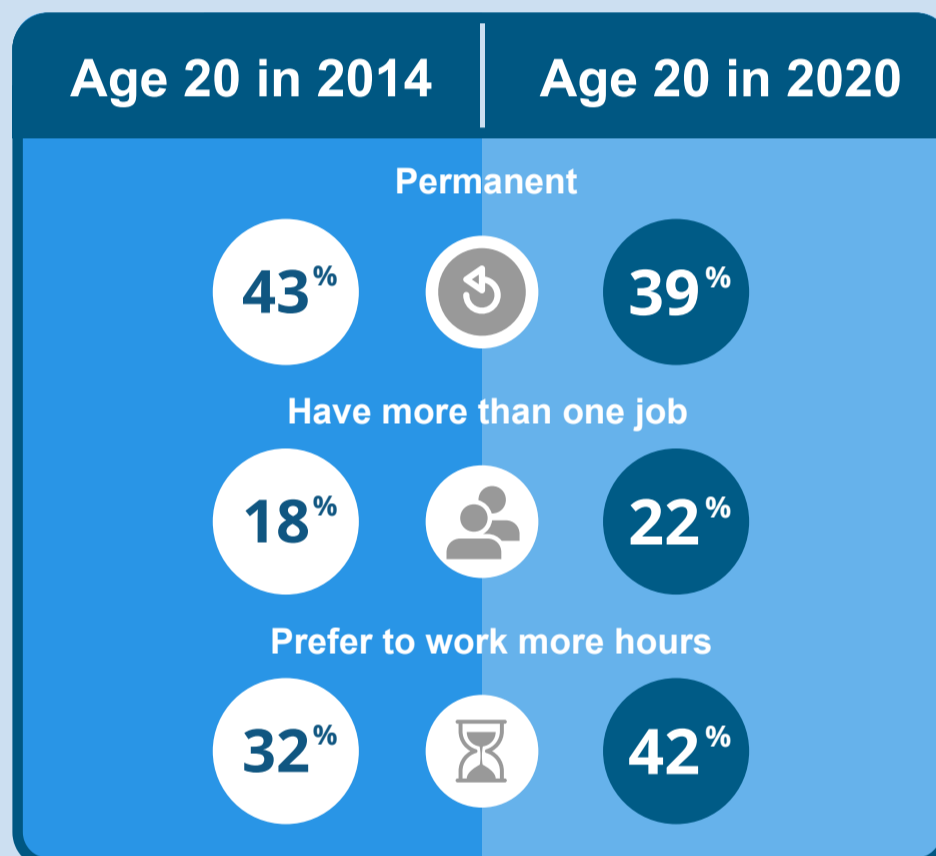 Age 20 in 2014
Age 20 in 2020
Permanent
43%
39%
Have more than one job
18%
22%
Prefer to work more hours
32%
42%